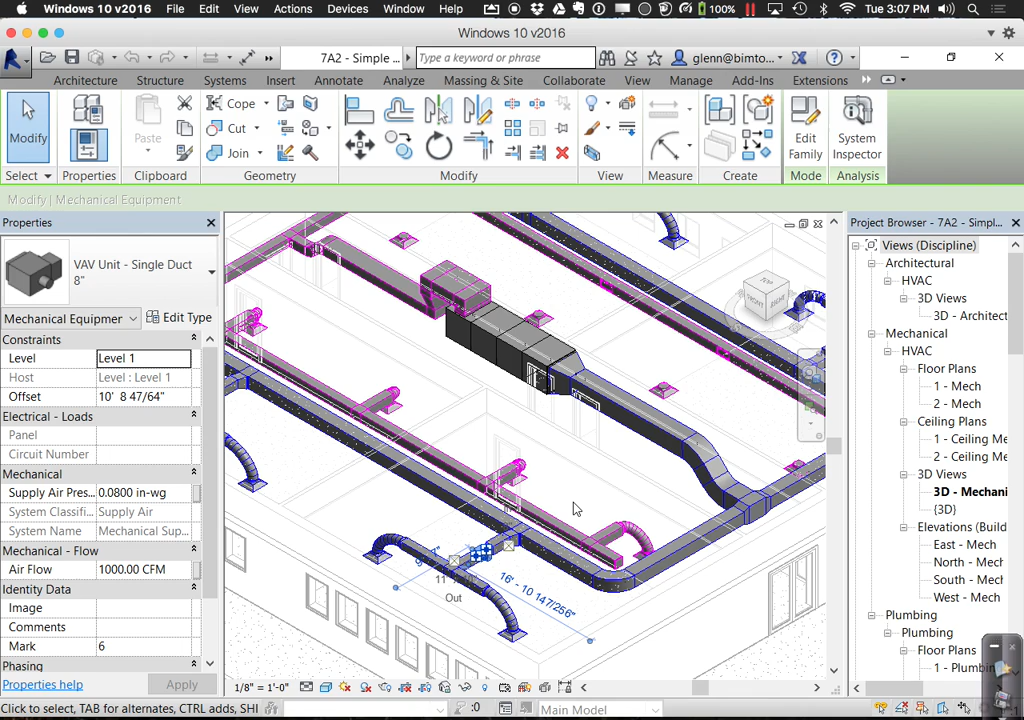 Windows 10 v2016 File Edit View Actions Devices Window Help 100% Tue 3:07 PM
Windows 10 v2016
7A2 - Simple ... Type a keyword or phrase glenn@bimto...
Architecture Structure Systems Insert Annotate Analyze Massing & Site Collaborate View Manage Add-Ins Extensions
Modify Paste Cope Cut Join Edit Family System Inspector
Select Properties Clipboard Geometry Modify View Measure Create Mode Analysis
Modify | Mechanical Equipment
Properties
VAV Unit - Single Duct
8"
Mechanical Equipmer Edit Type
Constraints
Level Level 1
Host Level : Level 1
Offset 10' 8 47/64"
Electrical - Loads
Panel
Circuit Number
Mechanical
Supply Air Pres... 0.0800 in-wg
System Classifi... Supply Air
System Name Mechanical Sup...
Mechanical - Flow
Air Flow 1000.00 CFM
Identity Data
Image
Comments
Mark 6
Phasing
Properties help Apply
TOP
FRONT
RIGHT
16' - 10 147/256"
Out
1/8" = 1'-0"
Project Browser - 7A2 - Simpl...
Views (Discipline)
Architectural
HVAC
3D Views
3D - Architect
Mechanical
HVAC
Floor Plans
1 - Mech
2 - Mech
Ceiling Plans
1 - Ceiling Me
2 - Ceiling Me
3D Views
3D - Mechani
{3D}
Elevations (Build
East - Mech
North - Mech
South - Mech
West - Mech
Plumbing
Plumbing
Floor Plans
1 - Plumbin
Click to select, TAB for alternates, CTRL adds, SHI :0 Main Model